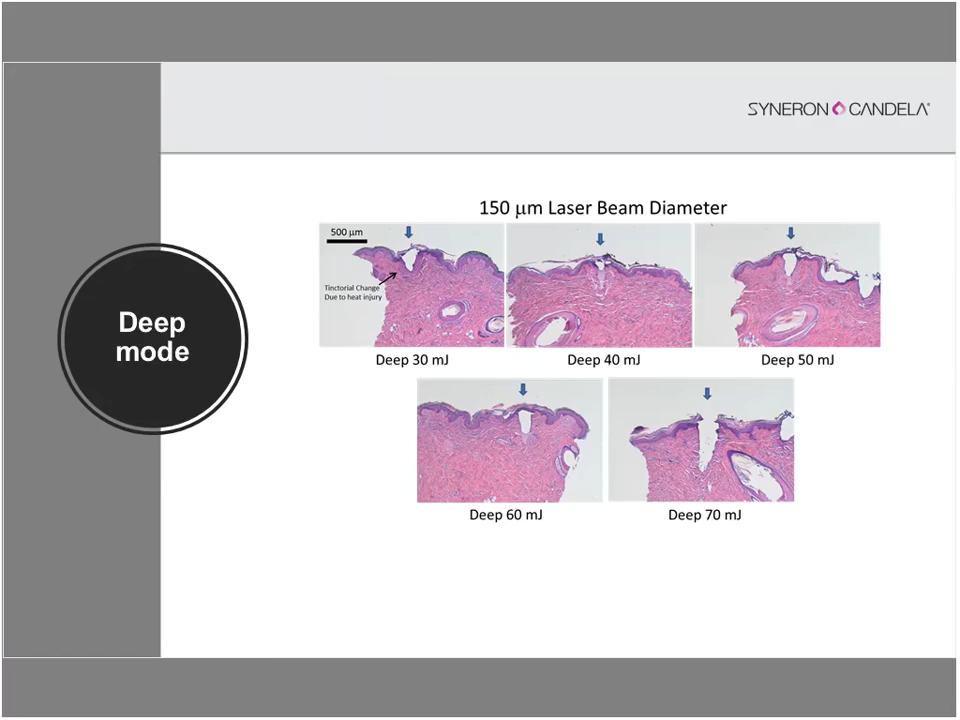 SYNERON CANDELA®
150 μm Laser Beam Diameter
500 μm
Tinctorial Change
Due to heat injury
Deep 30 mJ
Deep 40 mJ
Deep 50 mJ
Deep
mode
Deep 60 mJ
Deep 70 mJ